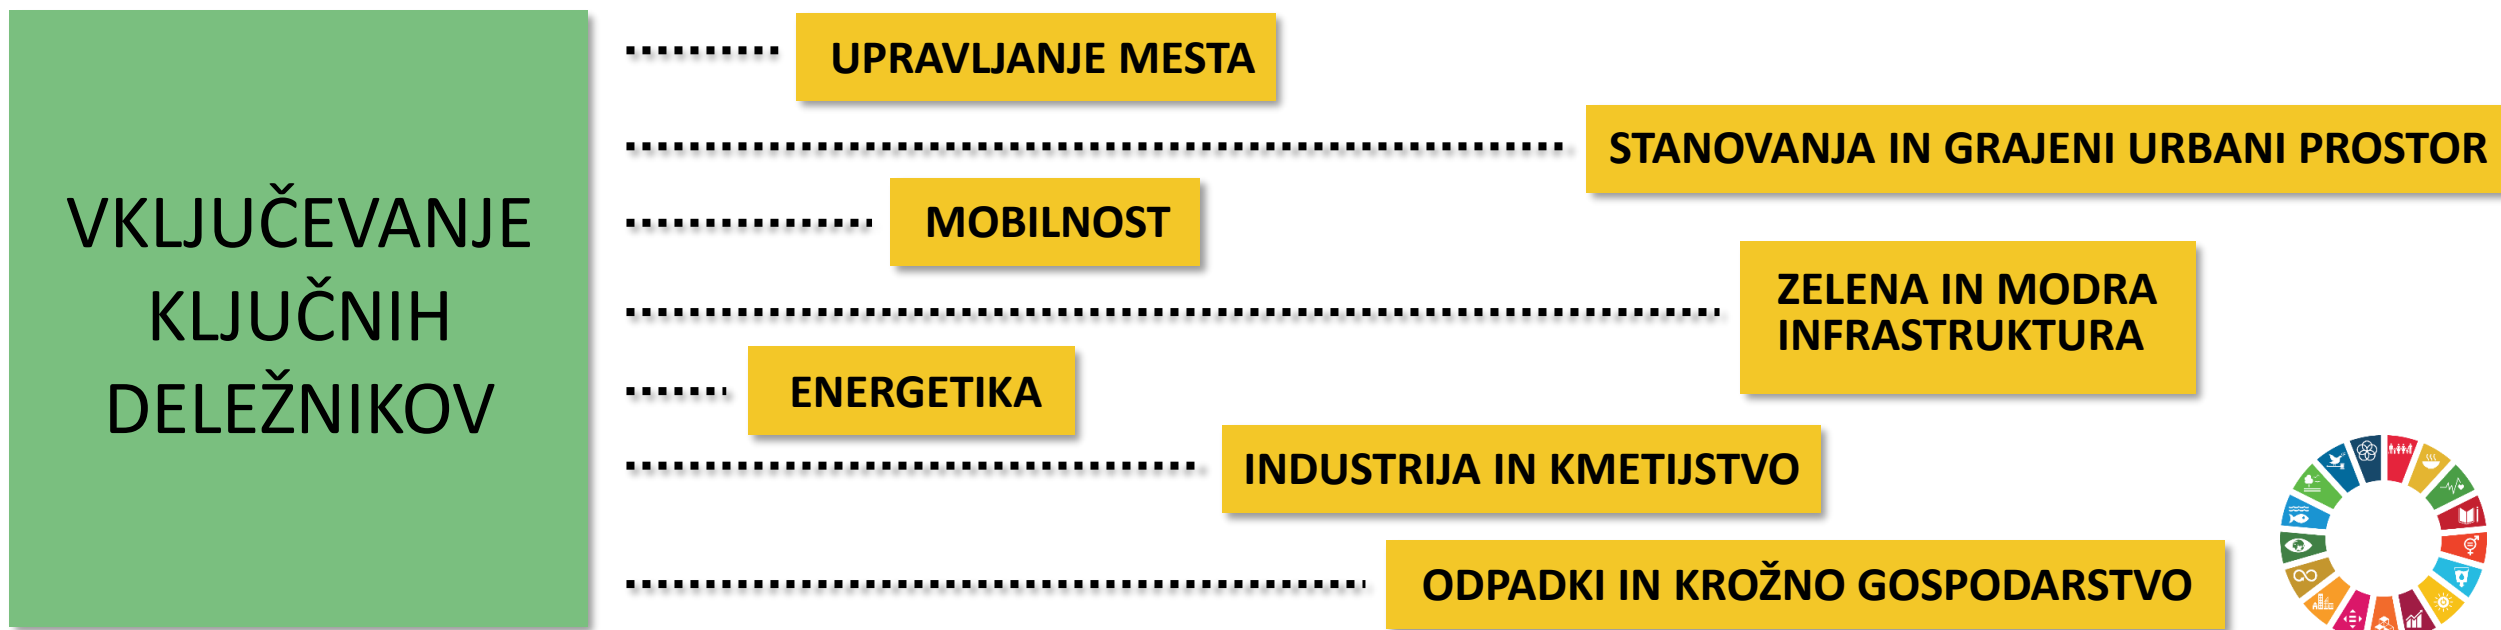 VKLJUČEVANJE
KLJUČNIH
DELEŽNIKOV
UPRAVLJANJE MESTA
STANOVANJA IN GRAJENI URBANI PROSTOR
MOBILNOST
ZELENA IN MODRA
INFRASTRUKTURA
ENERGETIKA
INDUSTRIJA IN KMETIJSTVO
ODPADKI IN KROŽNO GOSPODARSTVO